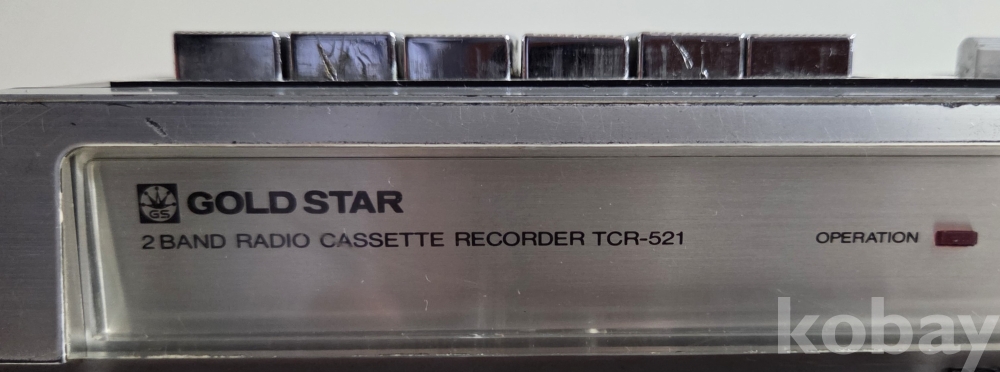 GS GOLD STAR
2 BAND RADIO CASSETTE RECORDER TCR-521
OPERATION
kobay